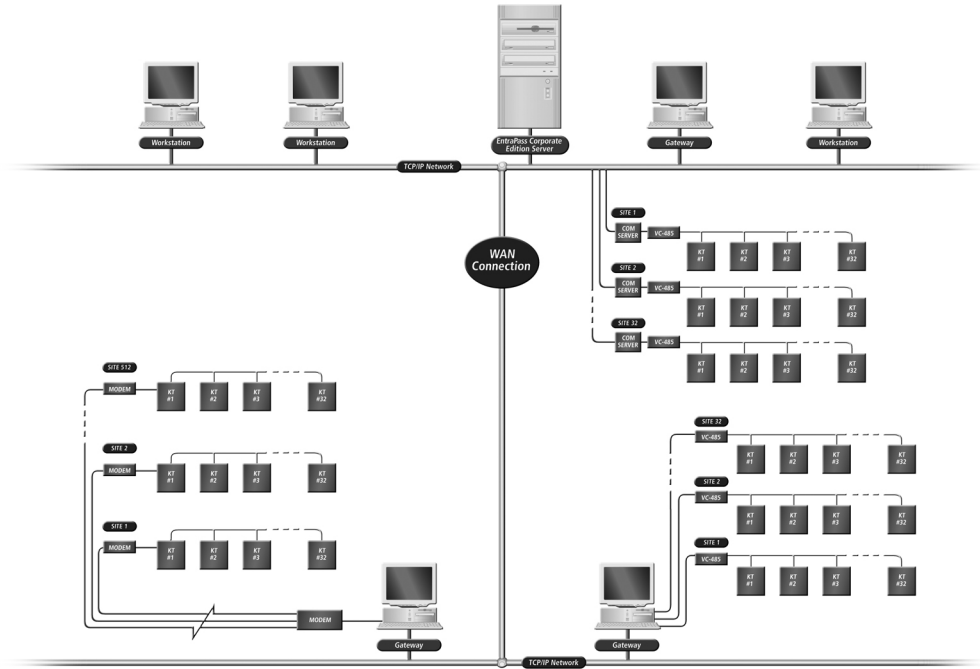 Workstation
Workstation
EntraPass Corporate
Edition Server
Gateway
Workstation
TCP/IP Network
WAN
Connection
SITE 1
COM
SERVER
VC-485
KT
#1
KT
#2
KT
#3
KT
#32
SITE 2
COM
SERVER
VC-485
KT
#1
KT
#2
KT
#3
KT
#32
SITE 32
COM
SERVER
VC-485
KT
#1
KT
#2
KT
#3
KT
#32
SITE 512
MODEM
KT
#1
KT
#2
KT
#3
KT
#32
SITE 2
MODEM
KT
#1
KT
#2
KT
#3
KT
#32
SITE 1
MODEM
KT
#1
KT
#2
KT
#3
KT
#32
MODEM
Gateway
SITE 32
VC-485
KT
#1
KT
#2
KT
#3
KT
#32
SITE 2
VC-485
KT
#1
KT
#2
KT
#3
KT
#32
SITE 1
VC-485
KT
#1
KT
#2
KT
#3
KT
#32
Gateway
TCP/IP Network